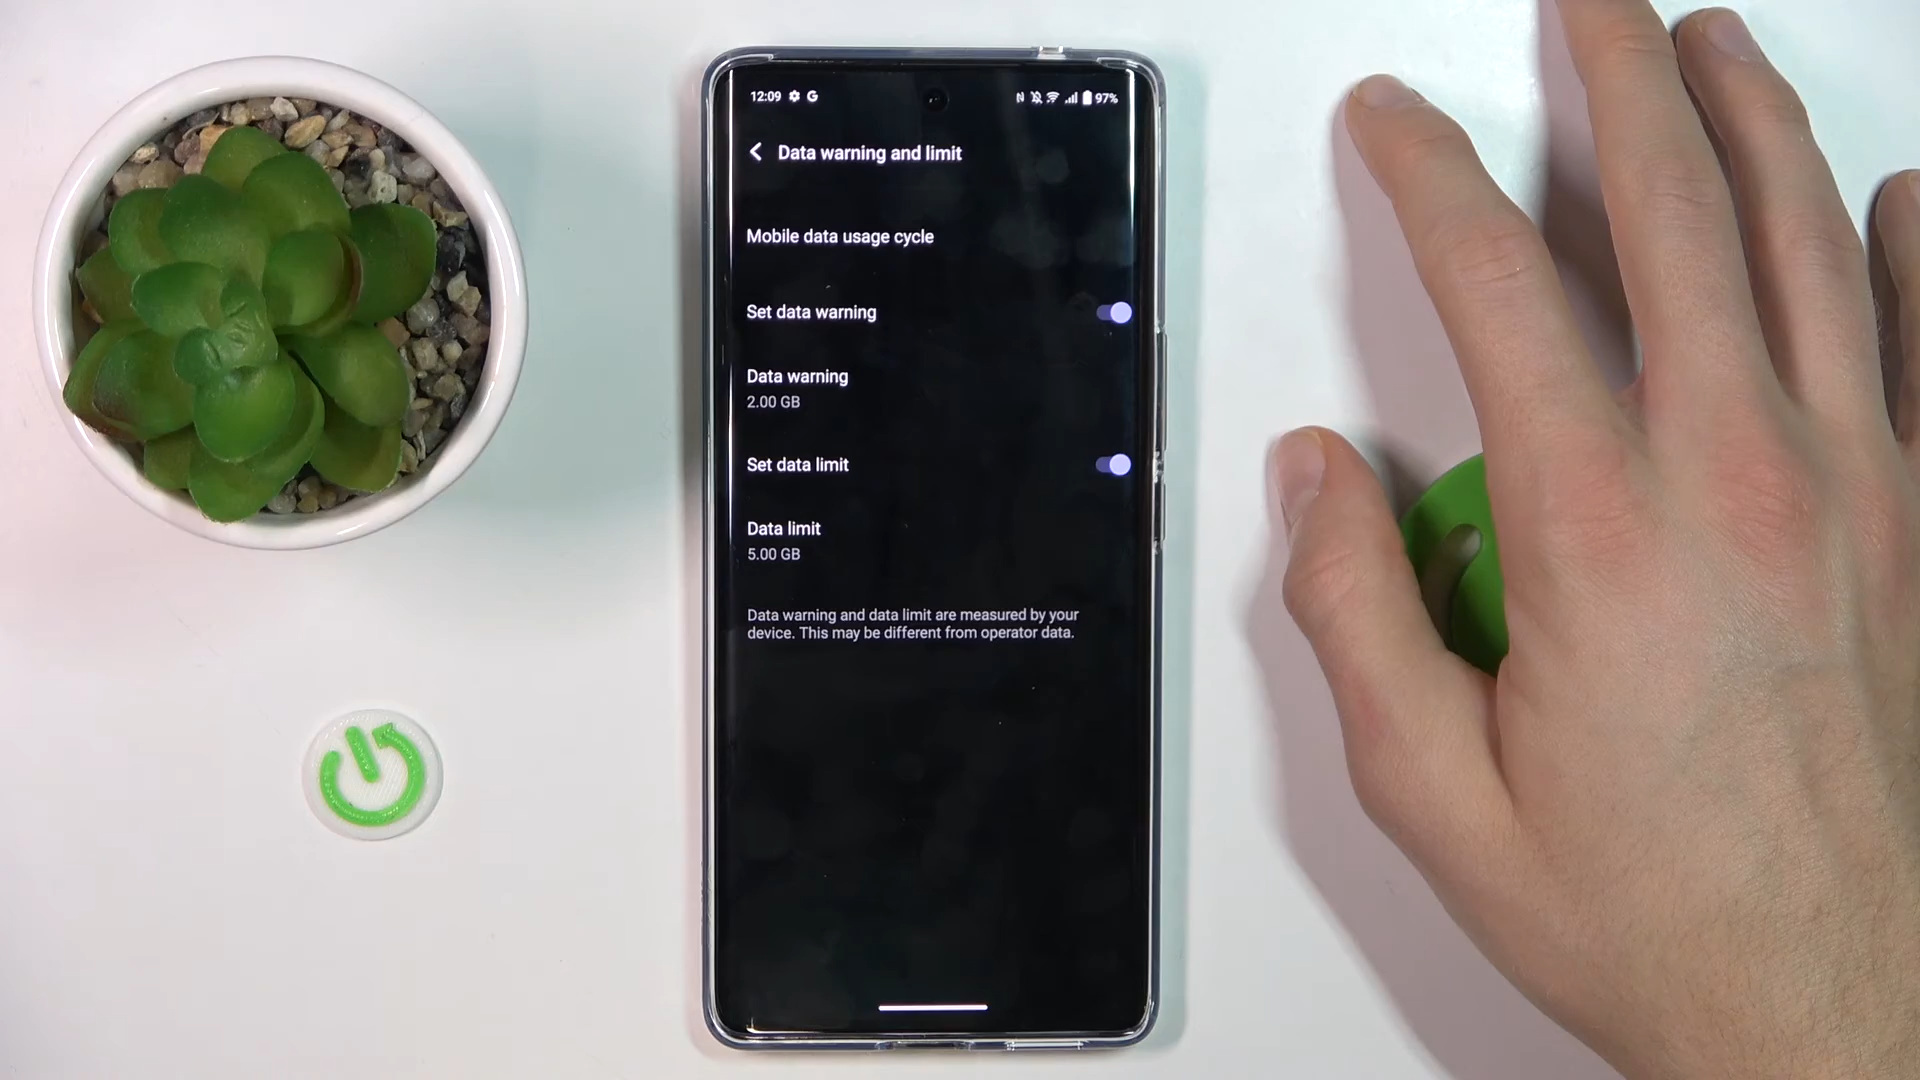 12:09 G 97%
Data warning and limit
Mobile data usage cycle
Set data warning
Data warning
2.00 GB
Set data limit
Data limit
5.00 GB
Data warning and data limit are measured by your
device. This may be different from operator data.